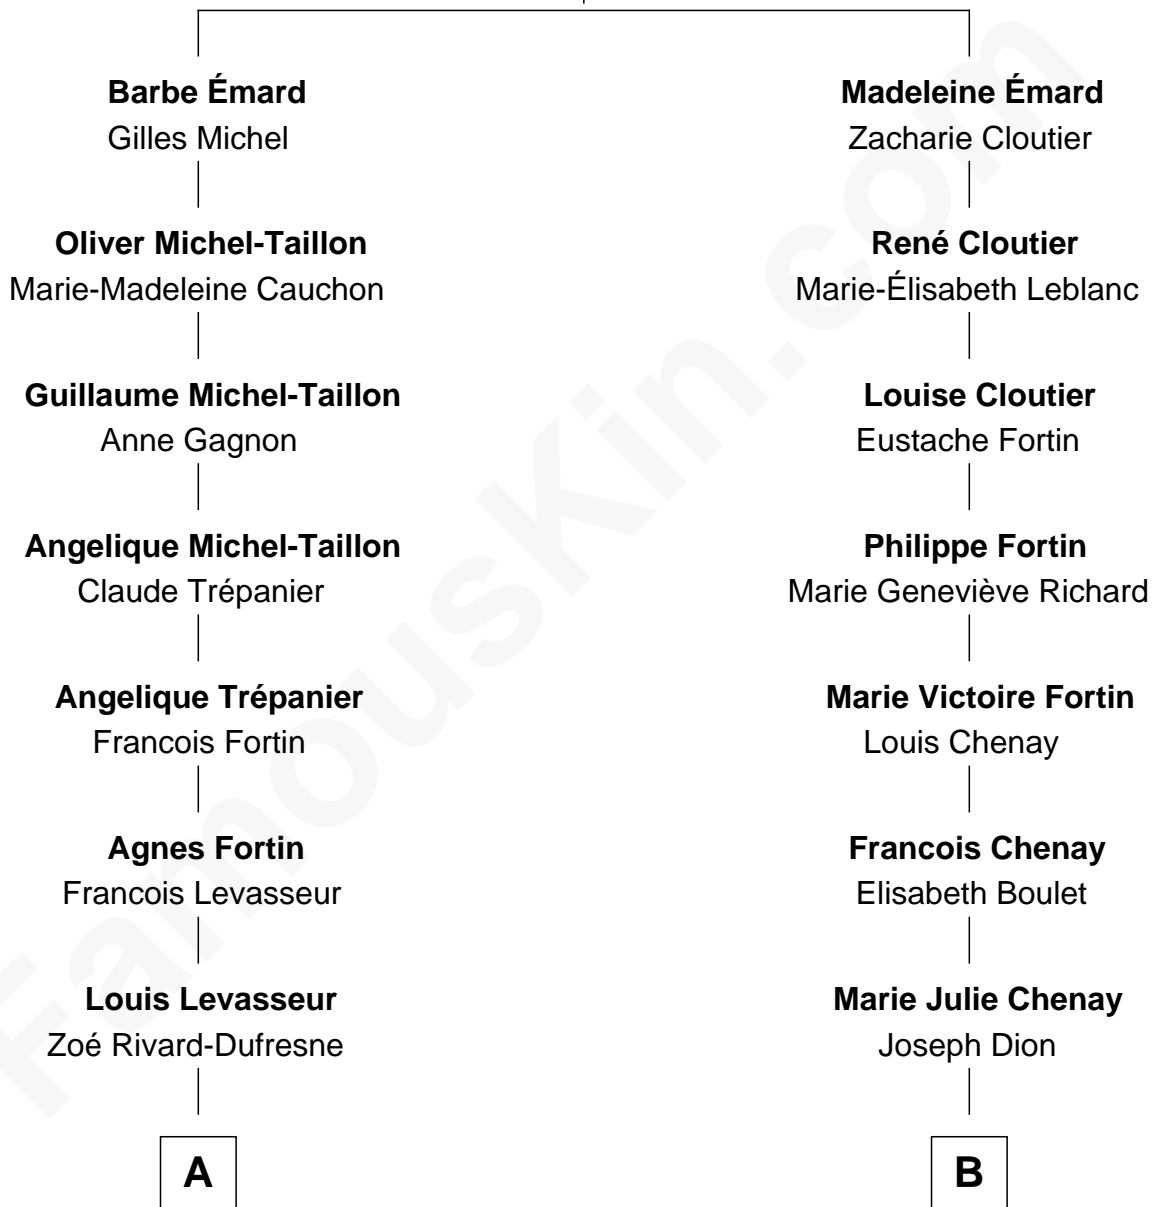 Barbe Émard
Gilles Michel
Oliver Michel-Taillon
Marie-Madeleine Cauchon
Guillaume Michel-Taillon
Anne Gagnon
Angelique Michel-Taillon
Claude Trépanier
Angelique Trépanier
Francois Fortin
Agnes Fortin
Francois Levasseur
Louis Levasseur
Zoé Rivard-Dufresne
A
Madeleine Émard
Zacharie Cloutier
René Cloutier
Marie-Élisabeth Leblanc
Louise Cloutier
Eustache Fortin
Philippe Fortin
Marie Geneviève Richard
Marie Victoire Fortin
Louis Chenay
Francois Chenay
Elisabeth Boulet
Marie Julie Chenay
Joseph Dion
B
FamousKin.com